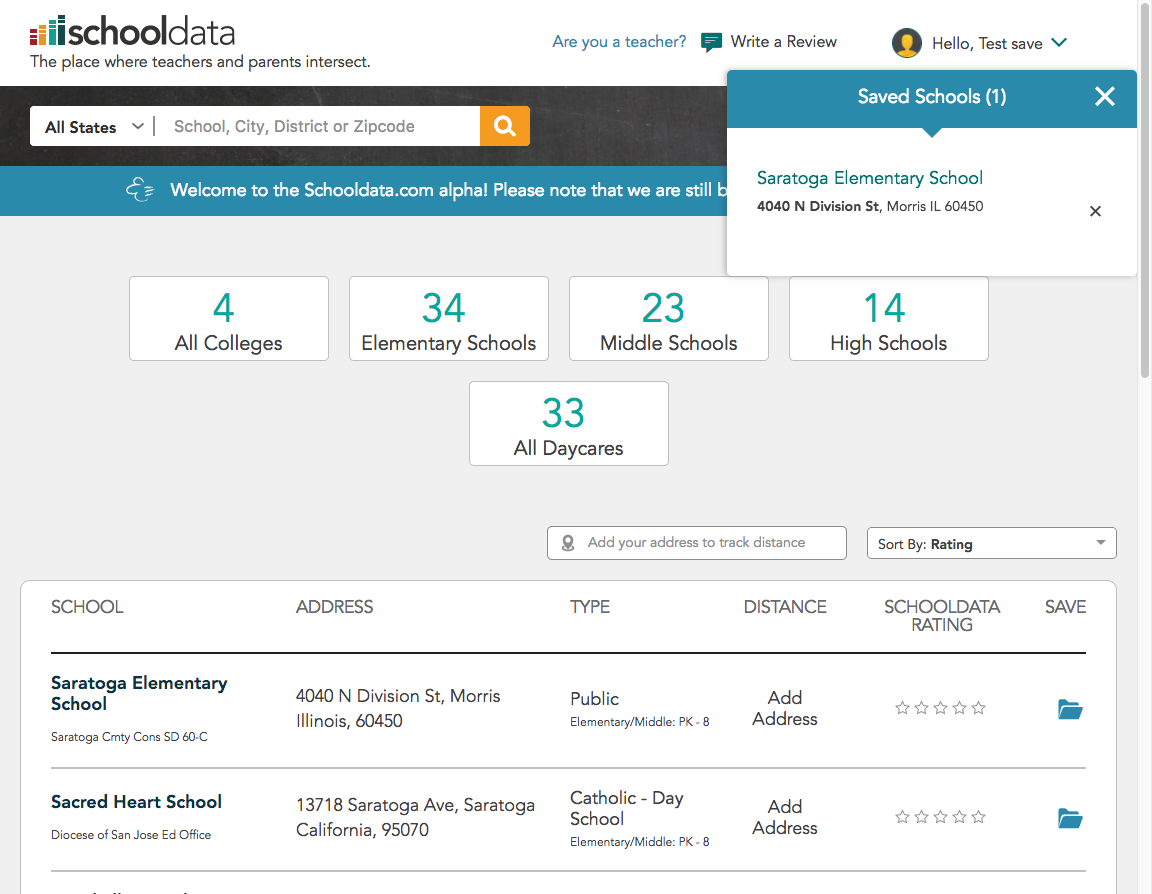 schooldata
The place where teachers and parents intersect.
Are you a teacher?
Write a Review
Hello, Test save
Saved Schools (1)
All States
School, City, District or Zipcode
Saratoga Elementary School
4040 N Division St, Morris IL 60450
Welcome to the Schooldata.com alpha! Please note that we are still
4
All Colleges
34
Elementary Schools
23
Middle Schools
14
High Schools
33
All Daycares
Add your address to track distance
Sort By: Rating
SCHOOL
ADDRESS
TYPE
DISTANCE
SCHOOLDATA
RATING
SAVE
Saratoga Elementary
School
Saratoga Cmty Cons SD 60-C
4040 N Division St, Morris
Illinois, 60450
Public
Elementary/Middle: PK - 8
Add
Address
Sacred Heart School
Diocese of San Jose Ed Office
13718 Saratoga Ave, Saratoga
California, 95070
Catholic - Day
School
Elementary/Middle: PK - 8
Add
Address